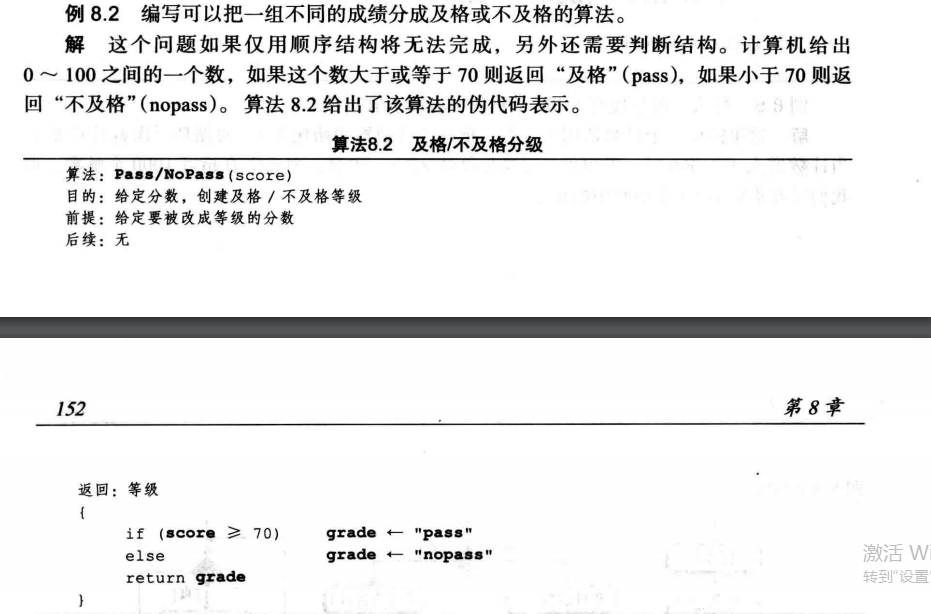 例 8.2 编写可以把一组不同的成绩分成及格或不及格的算法。
解 这个问题如果仅用顺序结构将无法完成，另外还需要判断结构。计算机给出
0 ～ 100 之间的一个数，如果这个数大于或等于 70 则返回“及格”(pass)，如果小于 70 则返
回“不及格”(nopass)。算法 8.2 给出了该算法的伪代码表示。
算法8.2 及格/不及格分级
算法：Pass/NoPass(score)
目的：给定分数，创建及格 / 不及格等级
前提：给定要被改成等级的分数
后续：无
152 第 8 章
返回：等级
{
if (score ≥ 70) grade ← "pass"
else grade ← "nopass"
return grade
}
激活 Wi
转到"设置"